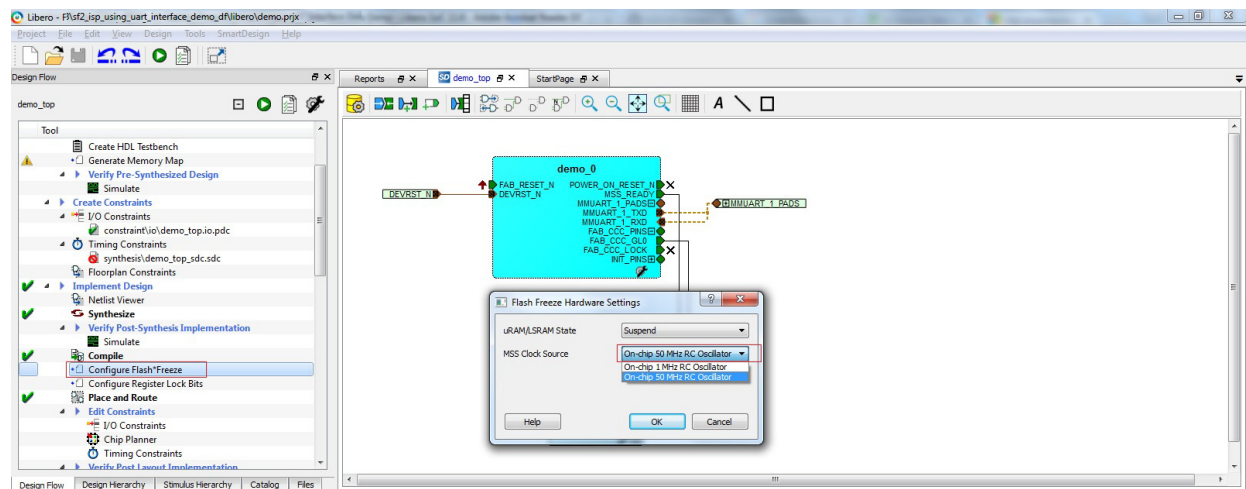 Libero - F:\sf2_isp_using_uart_interface_demo_df\libero\demo.prjx
Project File Edit View Design Tools SmartDesign Help
Design Flow
Reports demo_top StartPage
demo_top
Tool
Create HDL Testbench
Generate Memory Map
Verify Pre-Synthesized Design
Simulate
Create Constraints
I/O Constraints
constraint\io\demo_top.io.pdc
Timing Constraints
synthesis\demo_top_sdc.sdc
Floorplan Constraints
Implement Design
Netlist Viewer
Synthesize
Verify Post-Synthesis Implementation
Simulate
Compile
Configure Flash*Freeze
Configure Register Lock Bits
Place and Route
Edit Constraints
I/O Constraints
Chip Planner
Timing Constraints
Verify Post Layout Implementation
Design Flow Design Hierarchy Stimulus Hierarchy Catalog Files
demo_0
DEVRST_N
FAB_RESET_N POWER_ON_RESET_N
DEVRST_N MSS_READY
MMUART_1_PADS
MMUART_1_TXD
MMUART_1_RXD
FAB_CCC_PINS
FAB_CCC_GL0
FAB_CCC_LOCK
INIT_PINS
MMUART_1_PADS
Flash Freeze Hardware Settings
uRAM/LSRAM State Suspend
MSS Clock Source On-chip 50 MHz RC Oscillator
On-chip 1 MHz RC Oscillator
On-chip 50 MHz RC Oscillator
Help OK Cancel